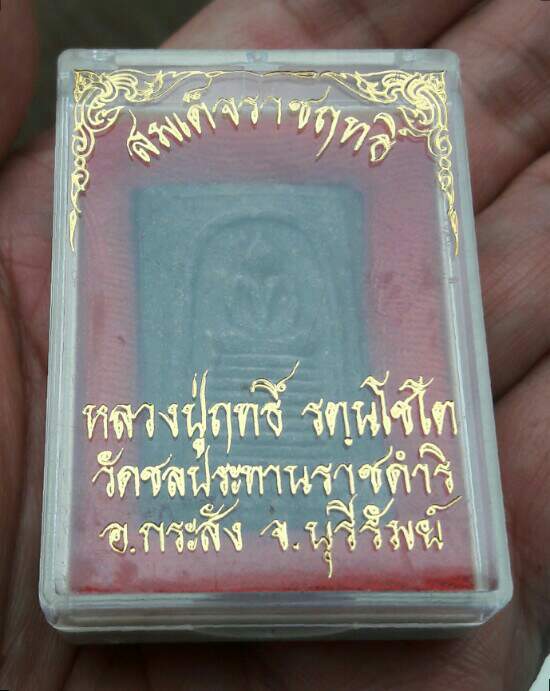 สมเด็จราชฤทธิ์
หลวงปู่ฤทธิ์ รตฺนโชโต
วัดชลประทานราชดำริ
อ.กระสัง จ.บุรีรัมย์